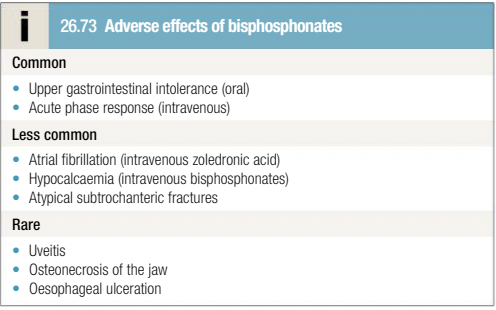 i
26.73 Adverse effects of bisphosphonates
Common
• Upper gastrointestinal intolerance (oral)
• Acute phase response (intravenous)
Less common
• Atrial fibrillation (intravenous zoledronic acid)
• Hypocalcaemia (intravenous bisphosphonates)
• Atypical subtrochanteric fractures
Rare
• Uveitis
• Osteonecrosis of the jaw
• Oesophageal ulceration